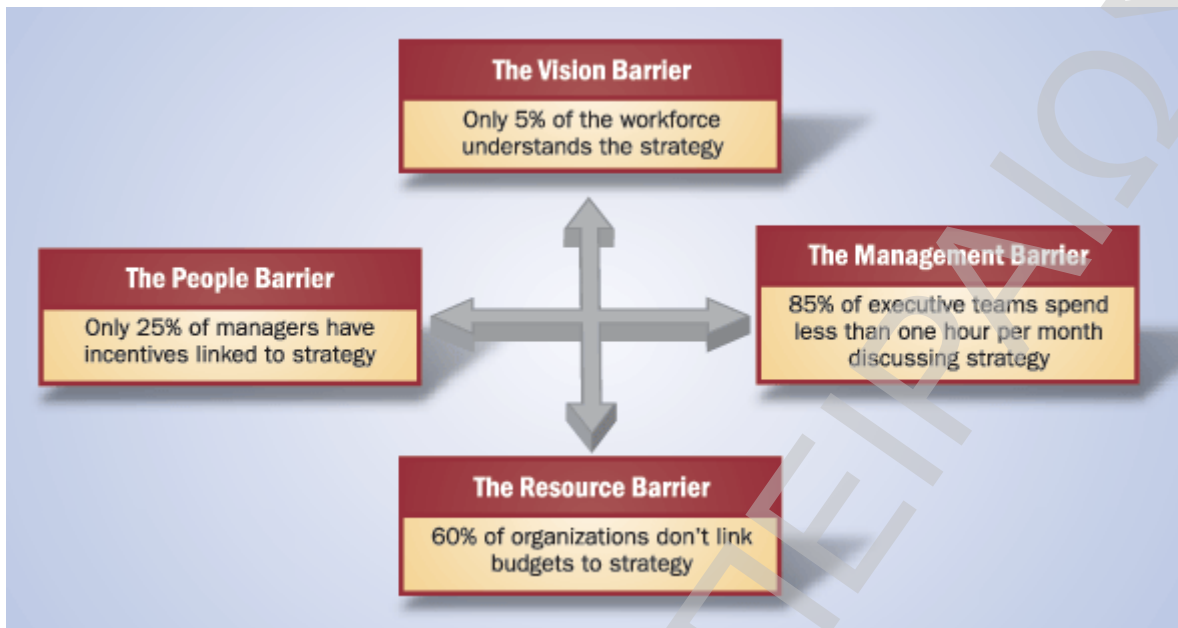 The Vision Barrier
Only 5% of the workforce
understands the strategy
The People Barrier
Only 25% of managers have
incentives linked to strategy
The Management Barrier
85% of executive teams spend
less than one hour per month
discussing strategy
The Resource Barrier
60% of organizations don't link
budgets to strategy
ΠΕΙΡΑΙΩ